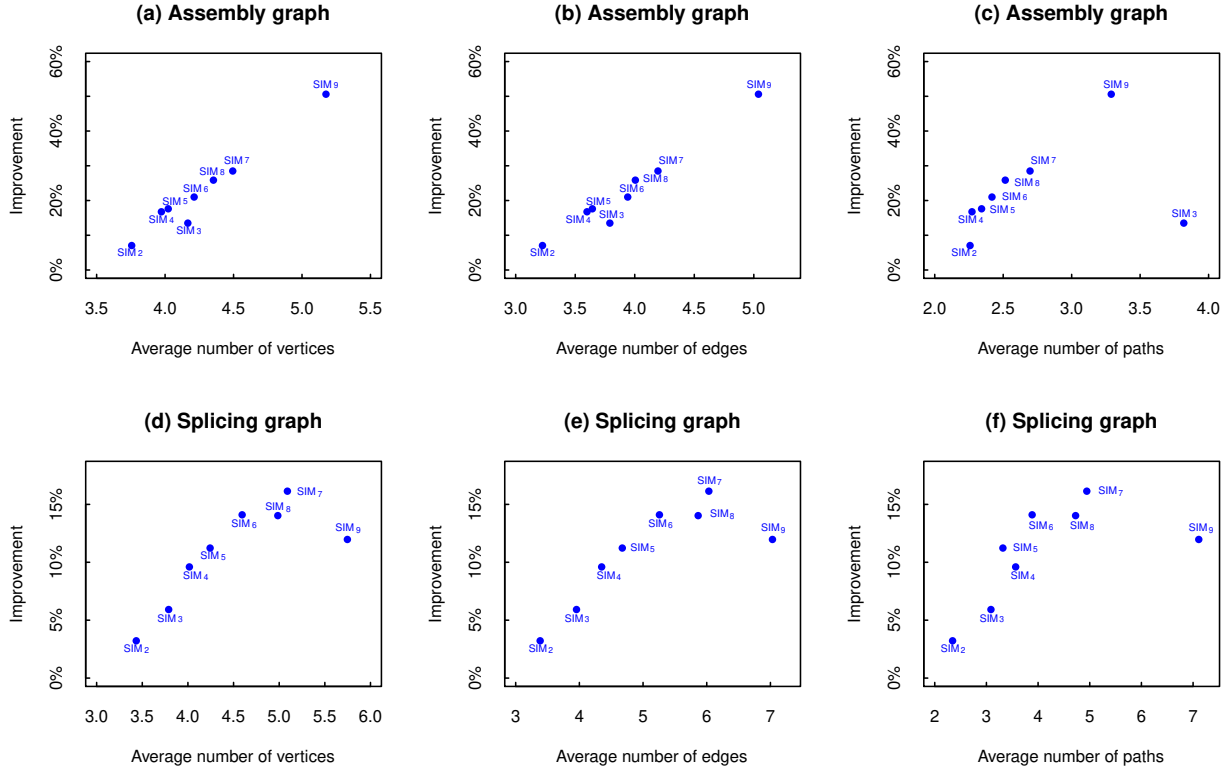 (a) Assembly graph
Improvement
0% 20% 40% 60%
SIM2
SIM4
SIM5
SIM3
SIM6
SIM8
SIM7
SIM9
3.5 4.0 4.5 5.0 5.5
Average number of vertices
(b) Assembly graph
Improvement
0% 20% 40% 60%
SIM2
SIM4
SIM5
SIM3
SIM6
SIM8
SIM7
SIM9
3.0 3.5 4.0 4.5 5.0
Average number of edges
(c) Assembly graph
Improvement
0% 20% 40% 60%
SIM2
SIM4
SIM5
SIM6
SIM8
SIM7
SIM9
SIM3
2.0 2.5 3.0 3.5 4.0
Average number of paths
(d) Splicing graph
Improvement
0% 5% 10% 15%
SIM2
SIM3
SIM4
SIM5
SIM6
SIM8
SIM7
SIM9
3.0 3.5 4.0 4.5 5.0 5.5 6.0
Average number of vertices
(e) Splicing graph
Improvement
0% 5% 10% 15%
SIM2
SIM3
SIM4
SIM5
SIM6
SIM8
SIM7
SIM9
3 4 5 6 7
Average number of edges
(f) Splicing graph
Improvement
0% 5% 10% 15%
SIM2
SIM3
SIM5
SIM4
SIM6
SIM8
SIM7
SIM9
2 3 4 5 6 7
Average number of paths